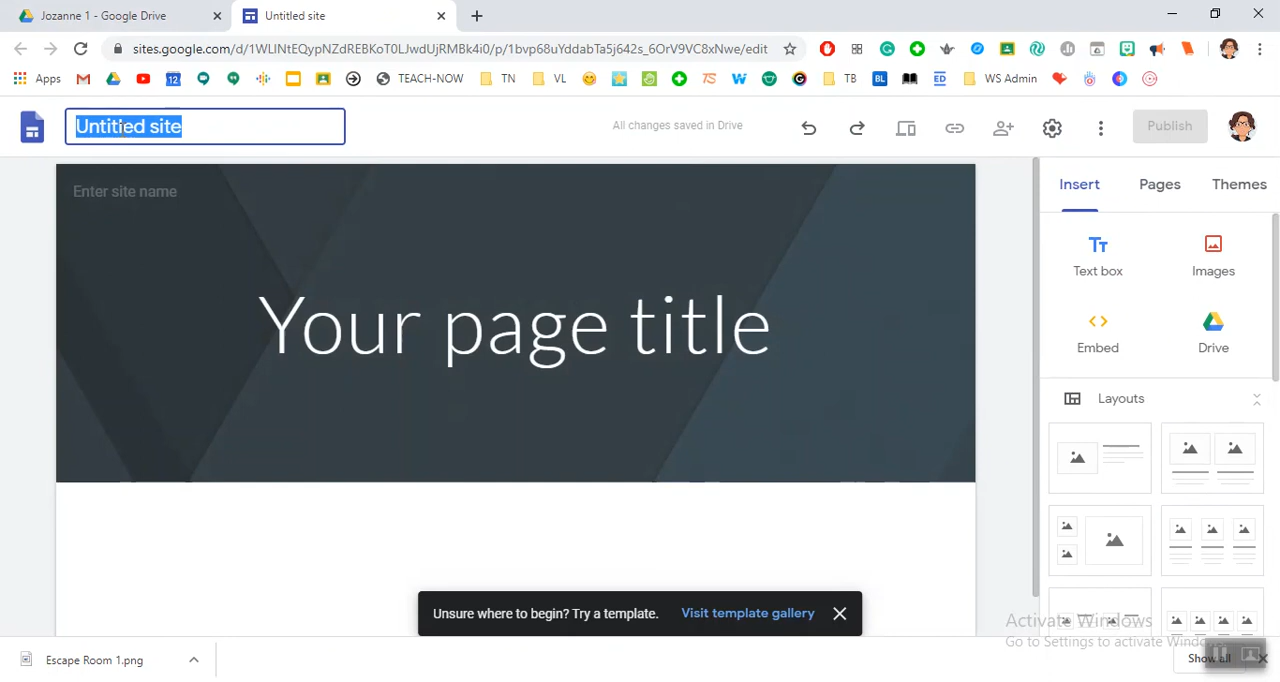 Jozanne 1 - Google Drive
Untitled site
sites.google.com/d/1WLINtEQypNZdREBKoT0LJwdUjRMBk4i0/p/1bvp68uYddabTa5j642s_6OrV9VC8xNwe/edit
Apps
12
TEACH-NOW
TN
VL
TS
W
G
TB
BL
ED
WS Admin
Untitled site
All changes saved in Drive
Publish
Enter site name
Your page title
Insert
Pages
Themes
Tt
Text box
Images
Embed
Drive
Layouts
Unsure where to begin? Try a template.
Visit template gallery
Activate Windows
Go to Settings to activate Windows
Escape Room 1.png
Show all